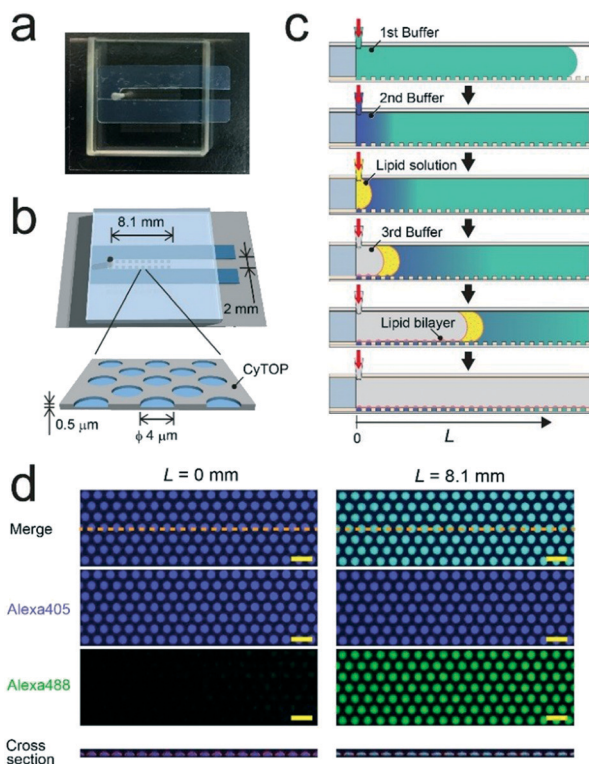 a
b
8.1 mm
2 mm
CyTOP
0.5 μm
ϕ 4 μm
c
1st Buffer
2nd Buffer
Lipid solution
3rd Buffer
Lipid bilayer
0
L
d
L = 0 mm
L = 8.1 mm
Merge
Alexa405
Alexa488
Cross
section